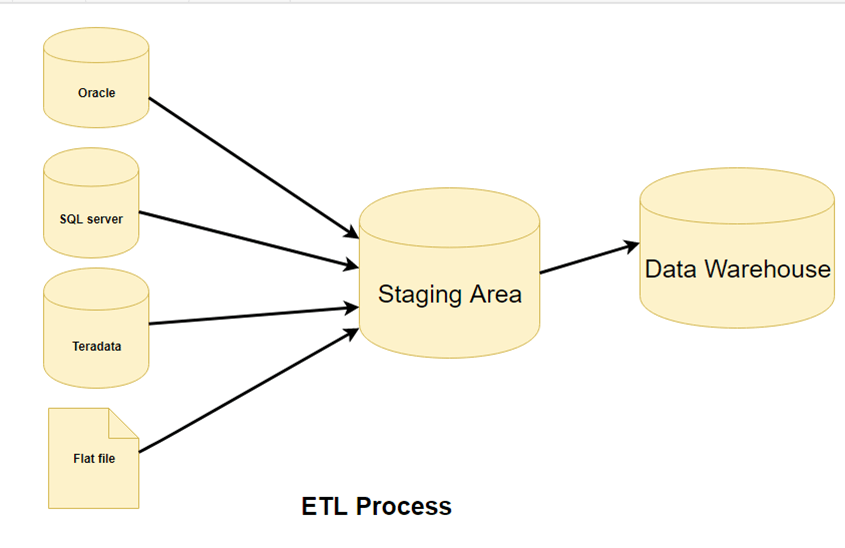 Oracle
SQL server
Teradata
Flat file
Staging Area
Data Warehouse
ETL Process